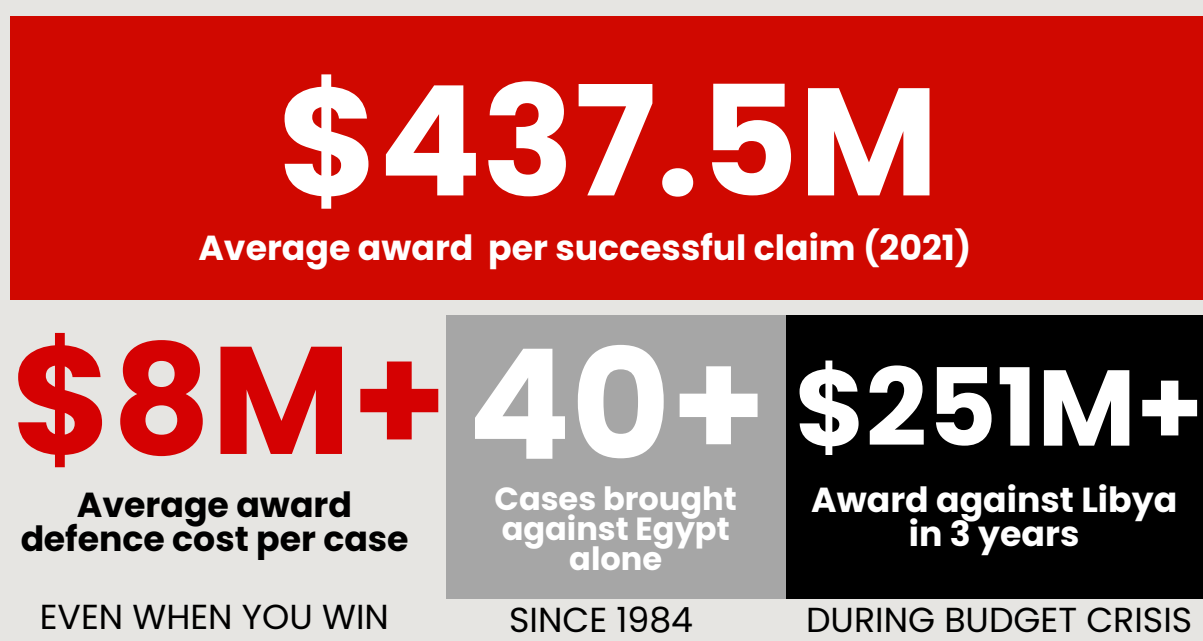 $437.5M
Average award per successful claim (2021)
$8M+
Average award
defence cost per case
EVEN WHEN YOU WIN
40+
Cases brought
against Egypt
alone
SINCE 1984
$251M+
Award against Libya
in 3 years
DURING BUDGET CRISIS